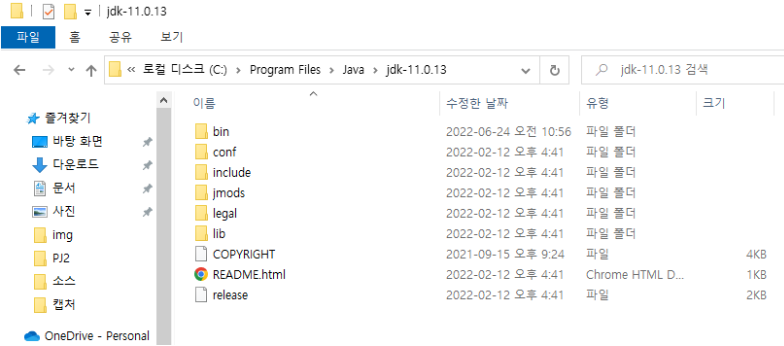 jdk-11.0.13
파일 홈 공유 보기
« 로컬 디스크 (C:) > Program Files > Java > jdk-11.0.13 jdk-11.0.13 검색
이름 수정한 날짜 유형 크기
즐겨찾기
바탕 화면
다운로드
문서
사진
img
PJ2
소스
캡처
OneDrive - Personal
bin 2022-06-24 오전 10:56 파일 폴더
conf 2022-02-12 오후 4:41 파일 폴더
include 2022-02-12 오후 4:41 파일 폴더
jmods 2022-02-12 오후 4:41 파일 폴더
legal 2022-02-12 오후 4:41 파일 폴더
lib 2022-02-12 오후 4:41 파일 폴더
COPYRIGHT 2021-09-15 오후 9:24 파일 4KB
README.html 2022-02-12 오후 4:41 Chrome HTML D... 1KB
release 2022-02-12 오후 4:41 파일 2KB